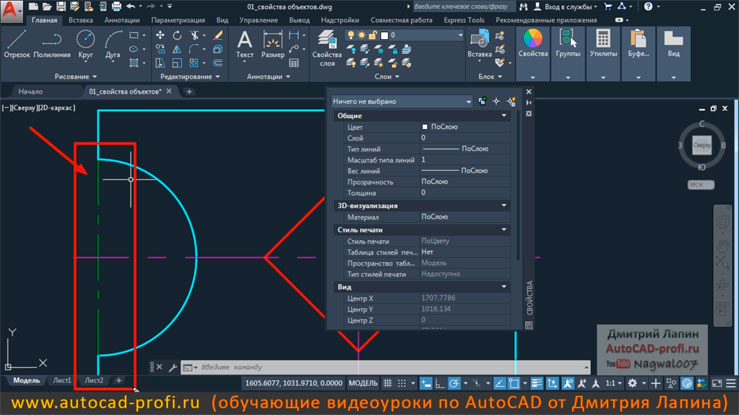 01_свойства объектов.dwg
Введите ключевое слово/фразу
Вход в службы
Главная Вставка Аннотации Параметризация Вид Управление Вывод Надстройки Совместная работа Express Tools Рекомендованные приложения
Отрезок Полилиния Круг Дуга
Текст Размер
Свойства слоя
0
Вставка
Свойства Группы Утилиты Буфе... Вид
Рисование Редактирование Аннотации Слои Блок
Начало 01_свойства объектов*
[−][Сверху][2D-каркас]
Ничего не выбрано
Общие
Цвет ПоСлою
Слой 0
Тип линий ПоСлою
Масштаб типа линий 1
Вес линий ПоСлою
Прозрачность ПоСлою
Толщина 0
3D-визуализация
Материал ПоСлою
Стиль печати
Стиль печати ПоЦвету
Таблица стилей печ... Нет
Пространство табл... Модель
Тип стилей печати Недоступно
Вид
Центр X 1707.7786
Центр Y 1016.134
Центр Z 0
СВОЙСТВА
С
З Сверху В
Ю
МСК
Y
X
Дмитрий Лапин
AutoCAD-profi.ru
Nagwal007
Введите команду
Модель Лист1 Лист2 +
1605.6077, 1031.9710, 0.0000 МОДЕЛЬ
1:1
www.autocad-profi.ru (обучающие видеоуроки по AutoCAD от Дмитрия Лапина)